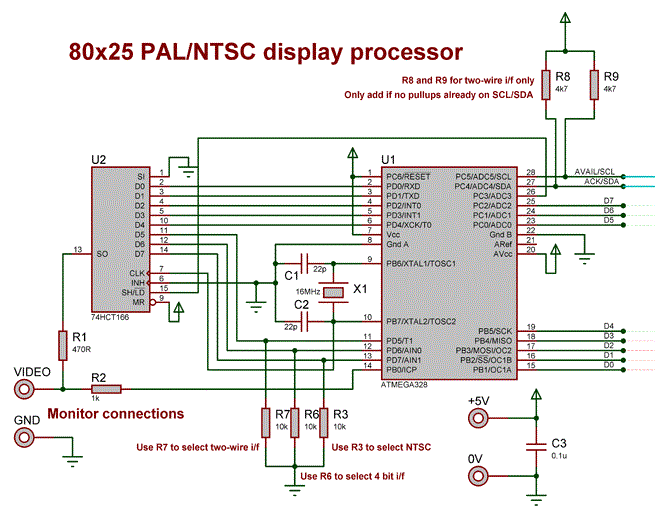 80x25 PAL/NTSC display processor
R8 and R9 for two-wire i/f only
Only add if no pullups already on SCL/SDA
R8
4k7
R9
4k7
U2
SI 1
D0 2
D1 3
D2 4
D3 5
D4 10
D5 11
D6 12
D7 14
CLK 7
INH 6
SH/LD 15
MR 9
13 SO
74HCT166
U1
1 PC6/RESET
2 PD0/RXD
3 PD1/TXD
4 PD2/INT0
5 PD3/INT1
6 PD4/XCK/T0
7 Vcc
8 Gnd A
9 PB6/XTAL1/TOSC1
10 PB7/XTAL2/TOSC2
11 PD5/T1
12 PD6/AIN0
13 PD7/AIN1
14 PB0/ICP
PC5/ADC5/SCL 28
PC4/ADC4/SDA 27
PC3/ADC3 26
PC2/ADC2 25
PC1/ADC1 24
PC0/ADC0 23
Gnd B 22
ARef 21
AVcc 20
PB5/SCK 19
PB4/MISO 18
PB3/MOSI/OC2 17
PB2/SS/OC1B 16
PB1/OC1A 15
ATMEGA328
AVAIL/SCL
ACK/SDA
D7
D6
D5
D4
D3
D2
D1
D0
C1
22p
16MHz
X1
C2
22p
R1
470R
VIDEO
R2
1k
Monitor connections
GND
R7
10k
R6
10k
R3
10k
Use R7 to select two-wire i/f
Use R3 to select NTSC
Use R6 to select 4 bit i/f
+5V
0V
C3
0.1u